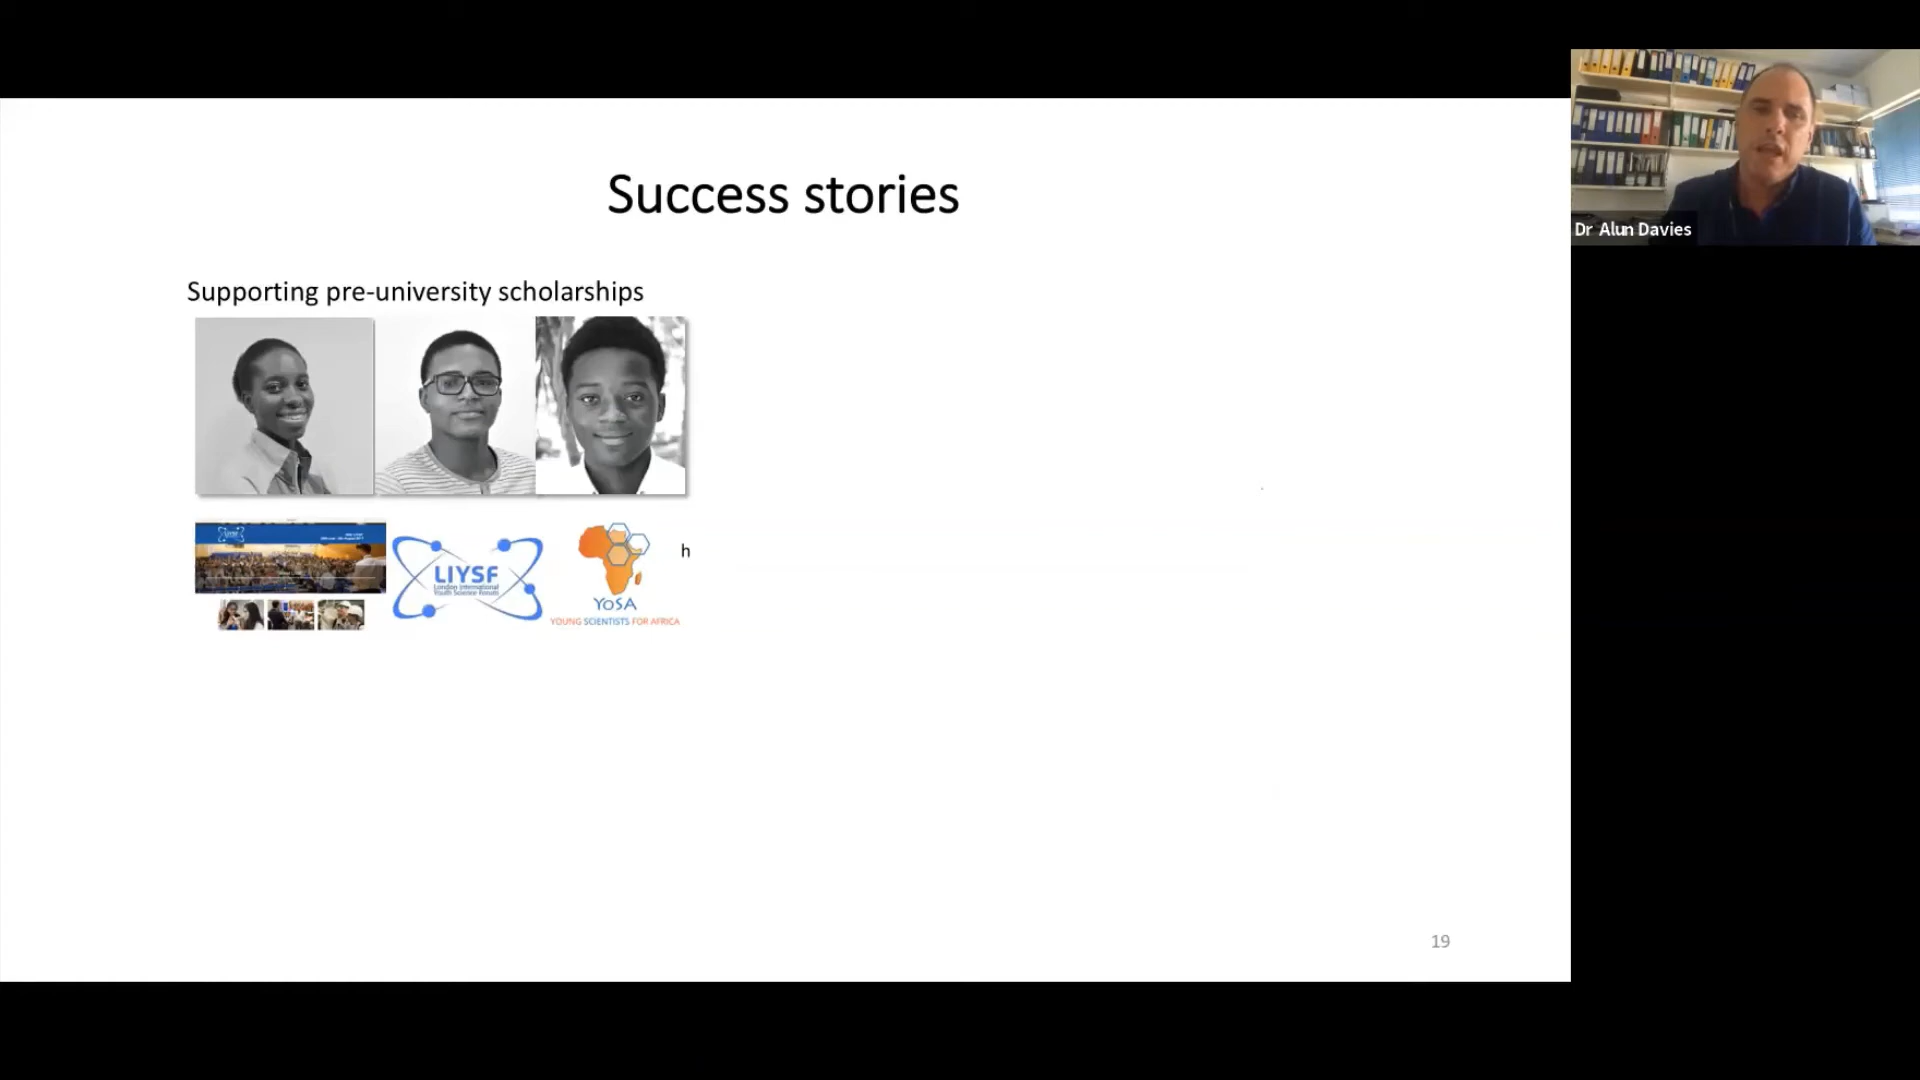 Dr Alun Davies
Success stories
Supporting pre-university scholarships
LIYSF
London International
Youth Science Forum
h
YoSA
YOUNG SCIENTISTS FOR AFRICA
19